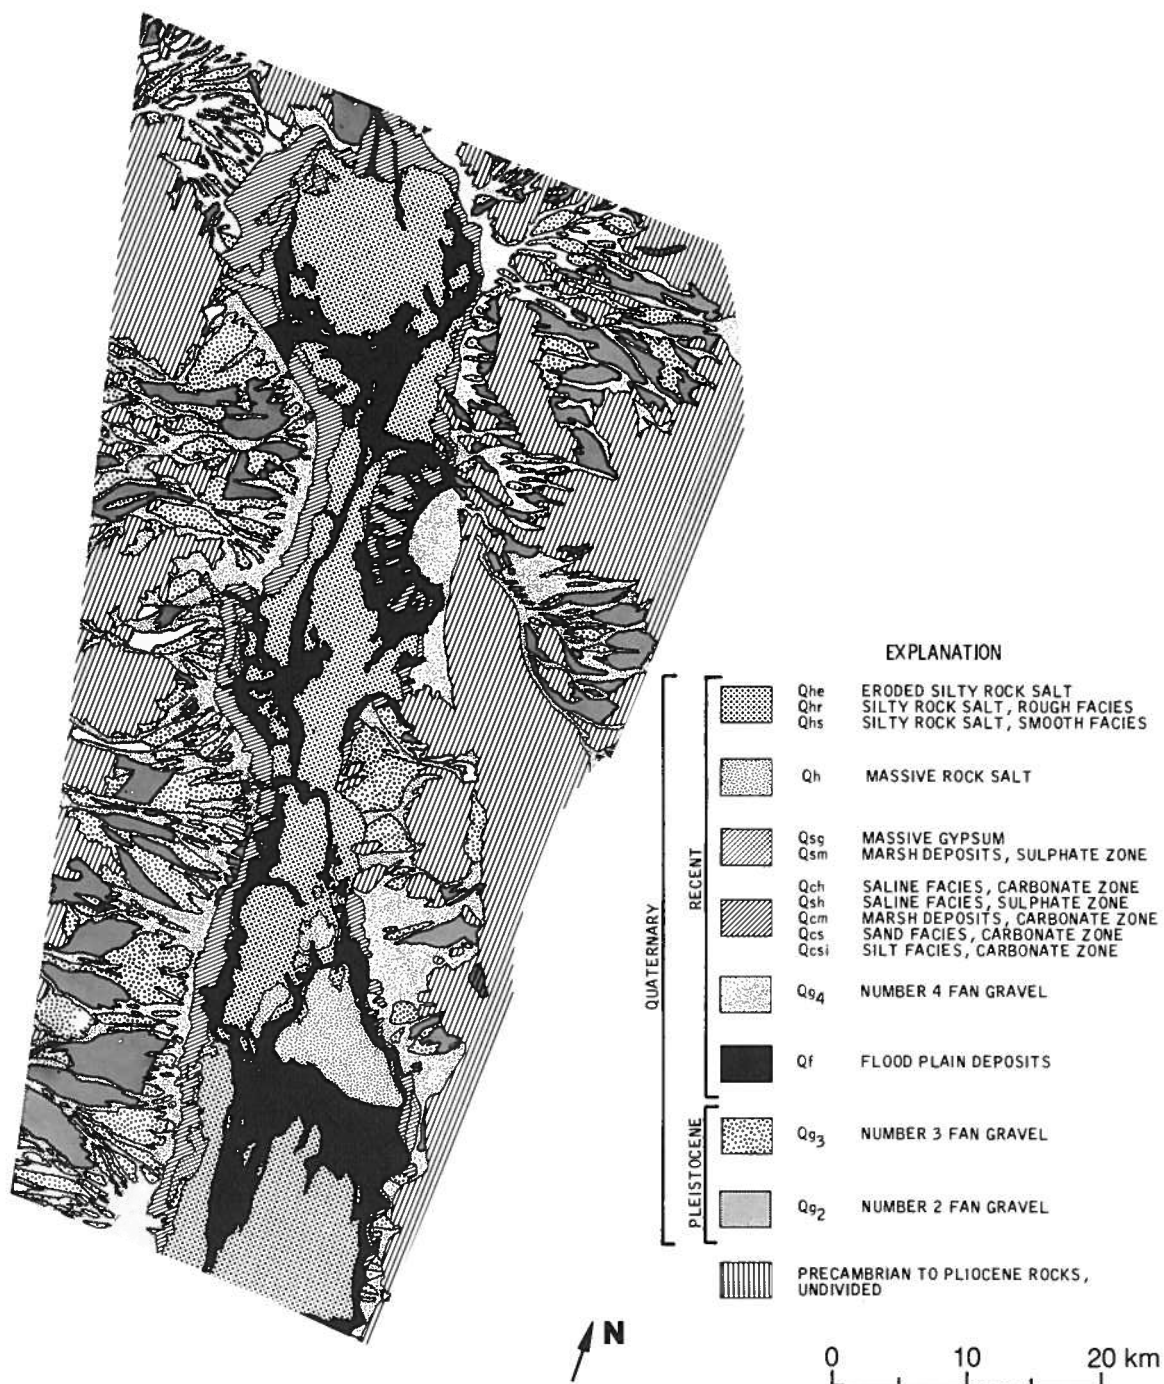 EXPLANATION
Qhe ERODED SILTY ROCK SALT
Qhr SILTY ROCK SALT, ROUGH FACIES
Qhs SILTY ROCK SALT, SMOOTH FACIES
Qh MASSIVE ROCK SALT
Qsg MASSIVE GYPSUM
Qsm MARSH DEPOSITS, SULPHATE ZONE
Qch SALINE FACIES, CARBONATE ZONE
Qsh SALINE FACIES, SULPHATE ZONE
Qcm MARSH DEPOSITS, CARBONATE ZONE
Qcs SAND FACIES, CARBONATE ZONE
Qcsi SILT FACIES, CARBONATE ZONE
Qg4 NUMBER 4 FAN GRAVEL
Qf FLOOD PLAIN DEPOSITS
RECENT
Qg3 NUMBER 3 FAN GRAVEL
Qg2 NUMBER 2 FAN GRAVEL
PLEISTOCENE
QUATERNARY
PRECAMBRIAN TO PLIOCENE ROCKS,
UNDIVIDED
N
0 10 20 km